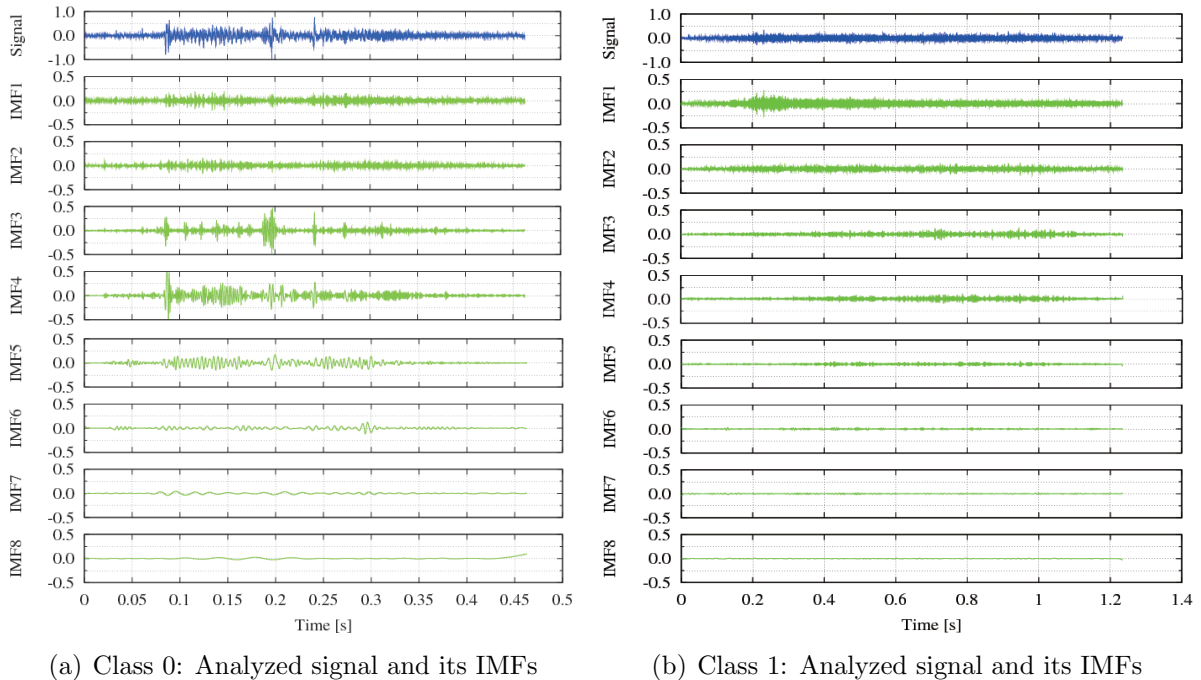 Signal
1.0
0.0
-1.0
IMF1
0.5
0.0
-0.5
IMF2
0.5
0.0
-0.5
IMF3
0.5
0.0
-0.5
IMF4
0.5
0.0
-0.5
IMF5
0.5
0.0
-0.5
IMF6
0.5
0.0
-0.5
IMF7
0.5
0.0
-0.5
IMF8
0.5
0.0
-0.5
0 0.05 0.1 0.15 0.2 0.25 0.3 0.35 0.4 0.45 0.5
Time [s]
(a) Class 0: Analyzed signal and its IMFs
Signal
1.0
0.0
-1.0
IMF1
0.5
0.0
-0.5
IMF2
0.5
0.0
-0.5
IMF3
0.5
0.0
-0.5
IMF4
0.5
0.0
-0.5
IMF5
0.5
0.0
-0.5
IMF6
0.5
0.0
-0.5
IMF7
0.5
0.0
-0.5
IMF8
0.5
0.0
-0.5
0 0.2 0.4 0.6 0.8 1 1.2 1.4
Time [s]
(b) Class 1: Analyzed signal and its IMFs